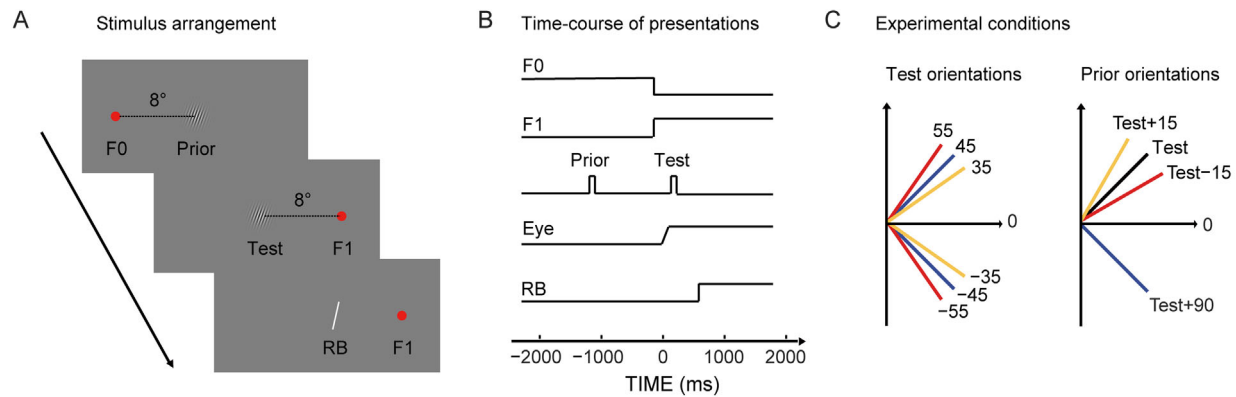 A Stimulus arrangement
8°
F0 Prior
8°
Test F1
RB F1
B Time-course of presentations
F0
F1
Prior Test
Eye
RB
−2000 −1000 0 1000 2000
TIME (ms)
C Experimental conditions
Test orientations Prior orientations
55
45
35
0
−35
−45
−55
Test+15
Test
Test−15
0
Test+90